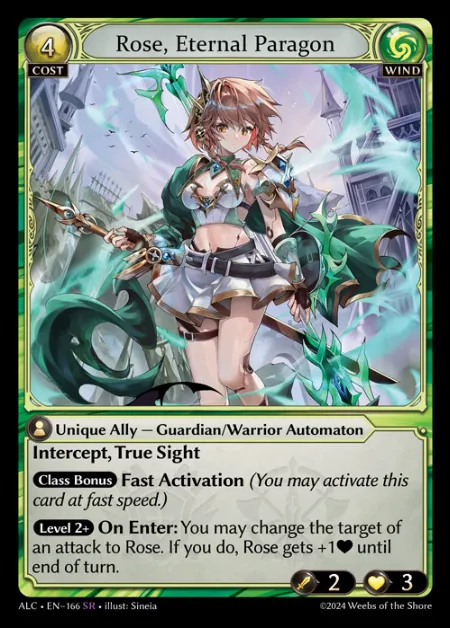 4 Rose, Eternal Paragon
COST WIND
Unique Ally — Guardian/Warrior Automaton
Intercept, True Sight
Class Bonus Fast Activation (You may activate this
card at fast speed.)
Level 2+ On Enter: You may change the target of
an attack to Rose. If you do, Rose gets +1♥ until
end of turn.
2 3
ALC • EN-166 SR • illust: Sineia ©2024 Weebs of the Shore